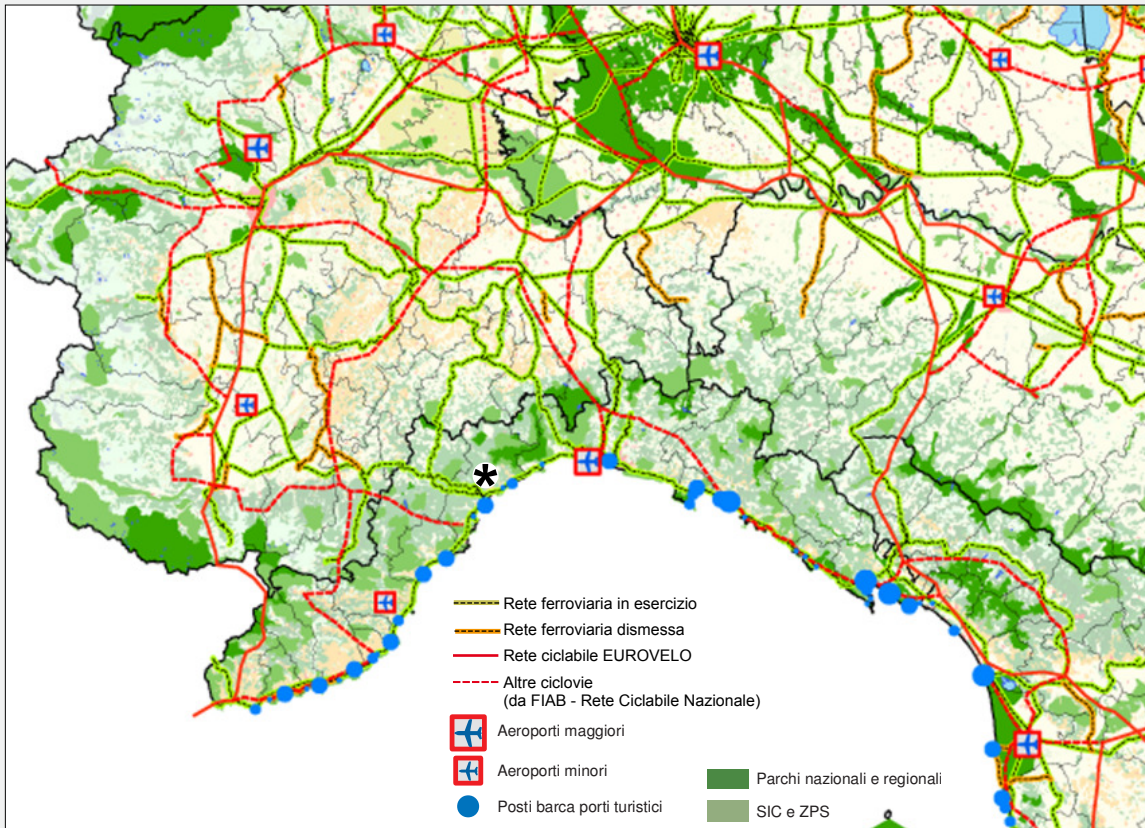 *
Rete ferroviaria in esercizio
Rete ferroviaria dismessa
Rete ciclabile EUROVELO
Altre ciclovie
(da FIAB - Rete Ciclabile Nazionale)
Aeroporti maggiori
Aeroporti minori
Posti barca porti turistici
Parchi nazionali e regionali
SIC e ZPS